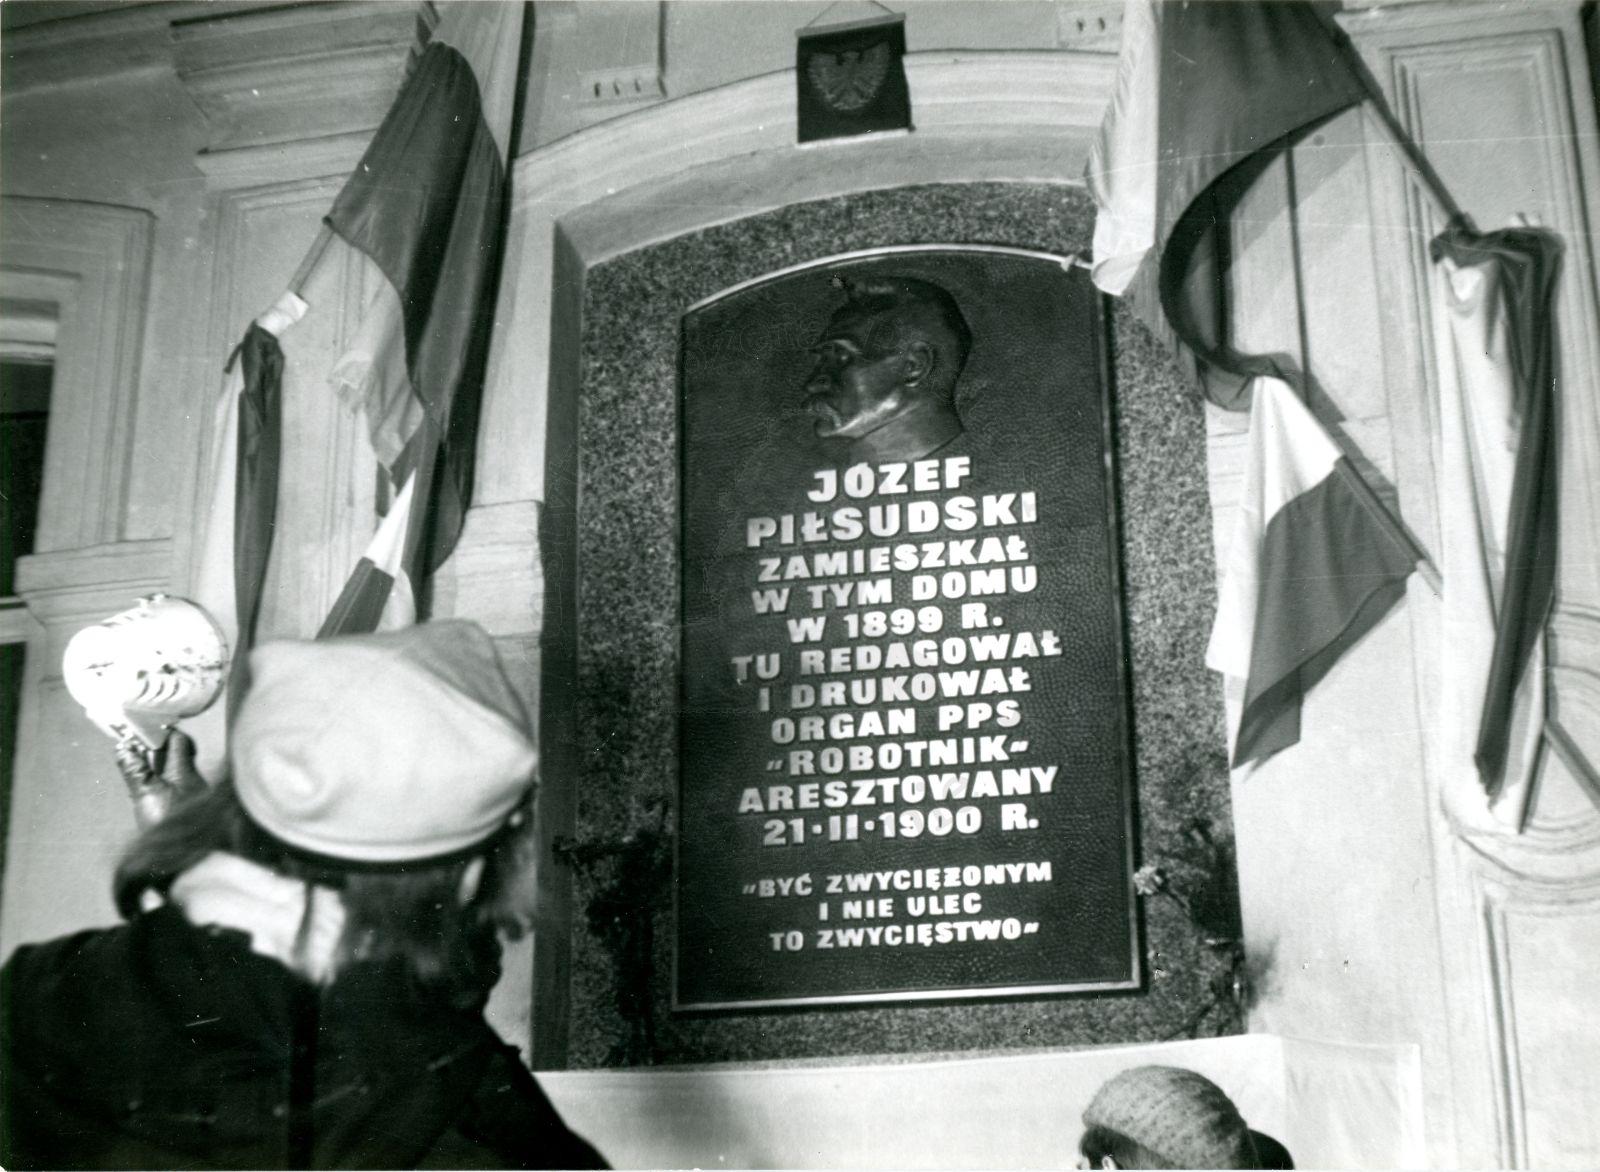 JÓZEF
PIŁSUDSKI
ZAMIESZKAŁ
W TYM DOMU
W 1899 R.
TU REDAGOWAŁ
I DRUKOWAŁ
ORGAN PPS
„ROBOTNIK”
ARESZTOWANY
21·II·1900 R.
„BYĆ ZWYCIĘŻONYM
I NIE ULEC
TO ZWYCIĘSTWO”